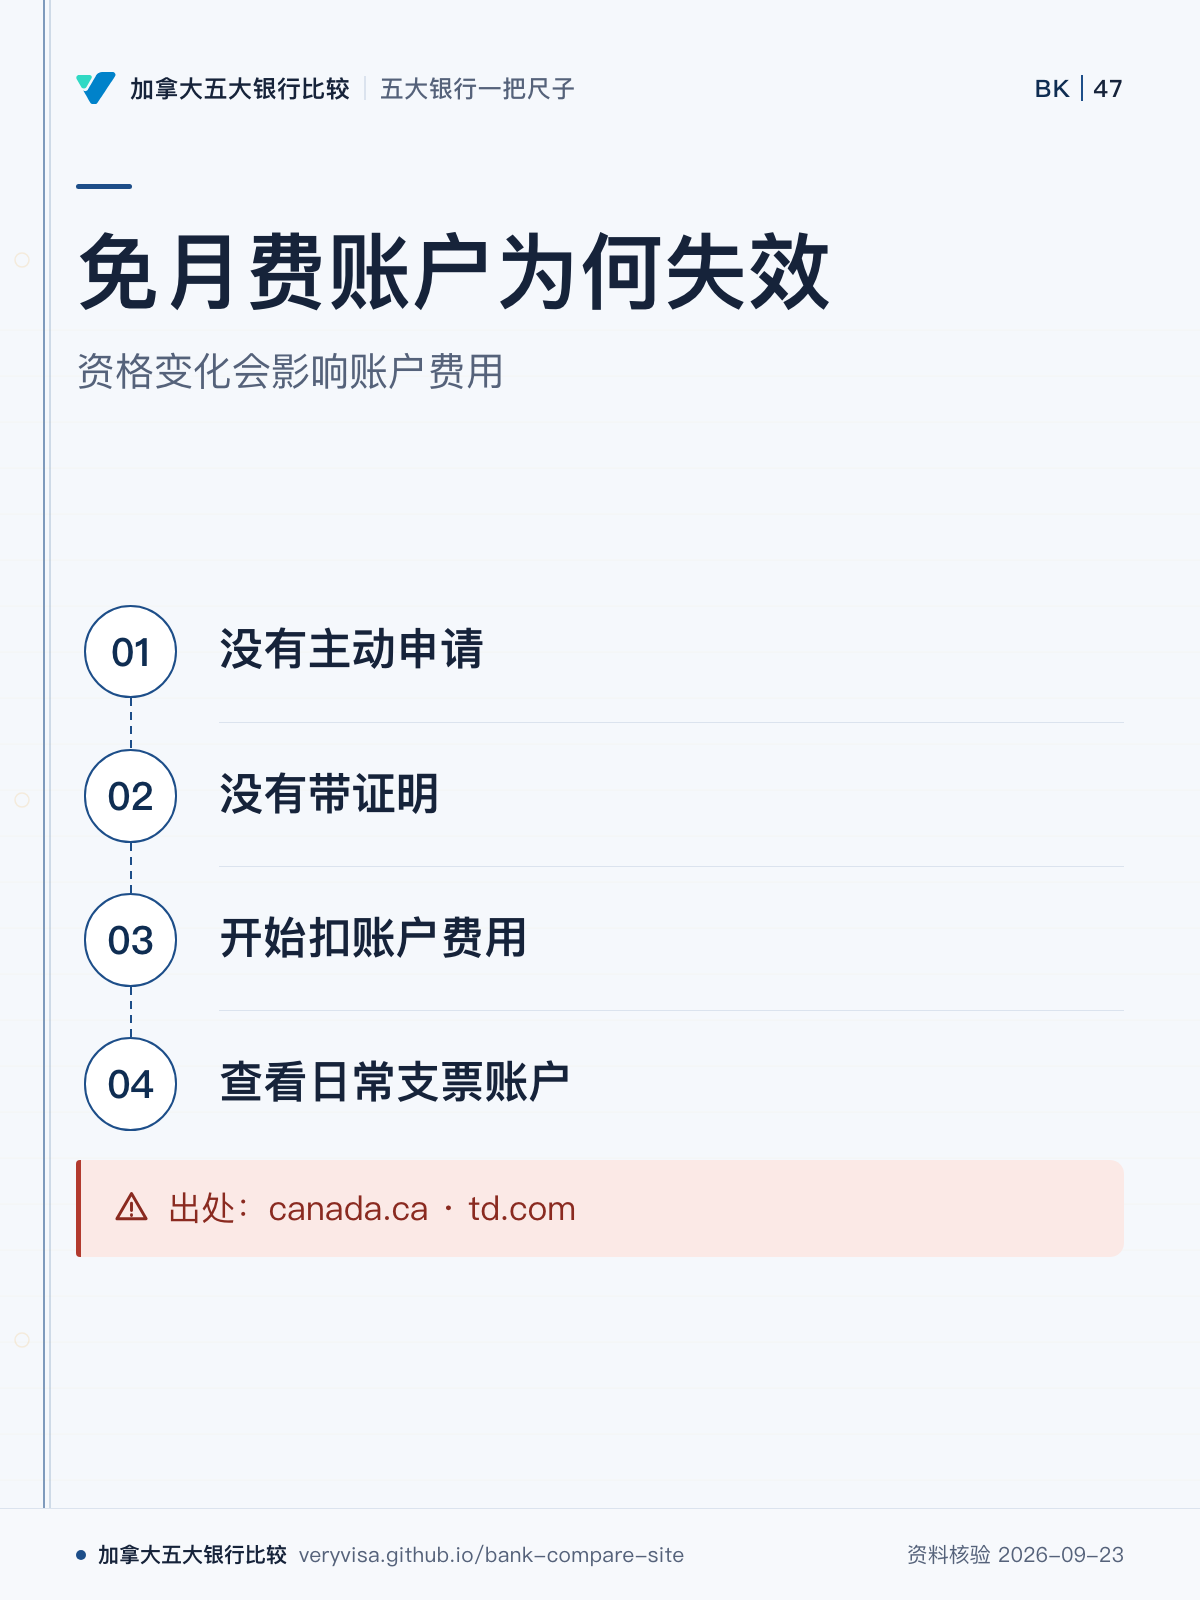 加拿大五大银行比较 五大银行一把尺子
BK 47
免月费账户为何失效
资格变化会影响账户费用
01 没有主动申请
02 没有带证明
03 开始扣账户费用
04 查看日常支票账户
出处：canada.ca · td.com
加拿大五大银行比较 veryvisa.github.io/bank-compare-site
资料核验 2026-09-23